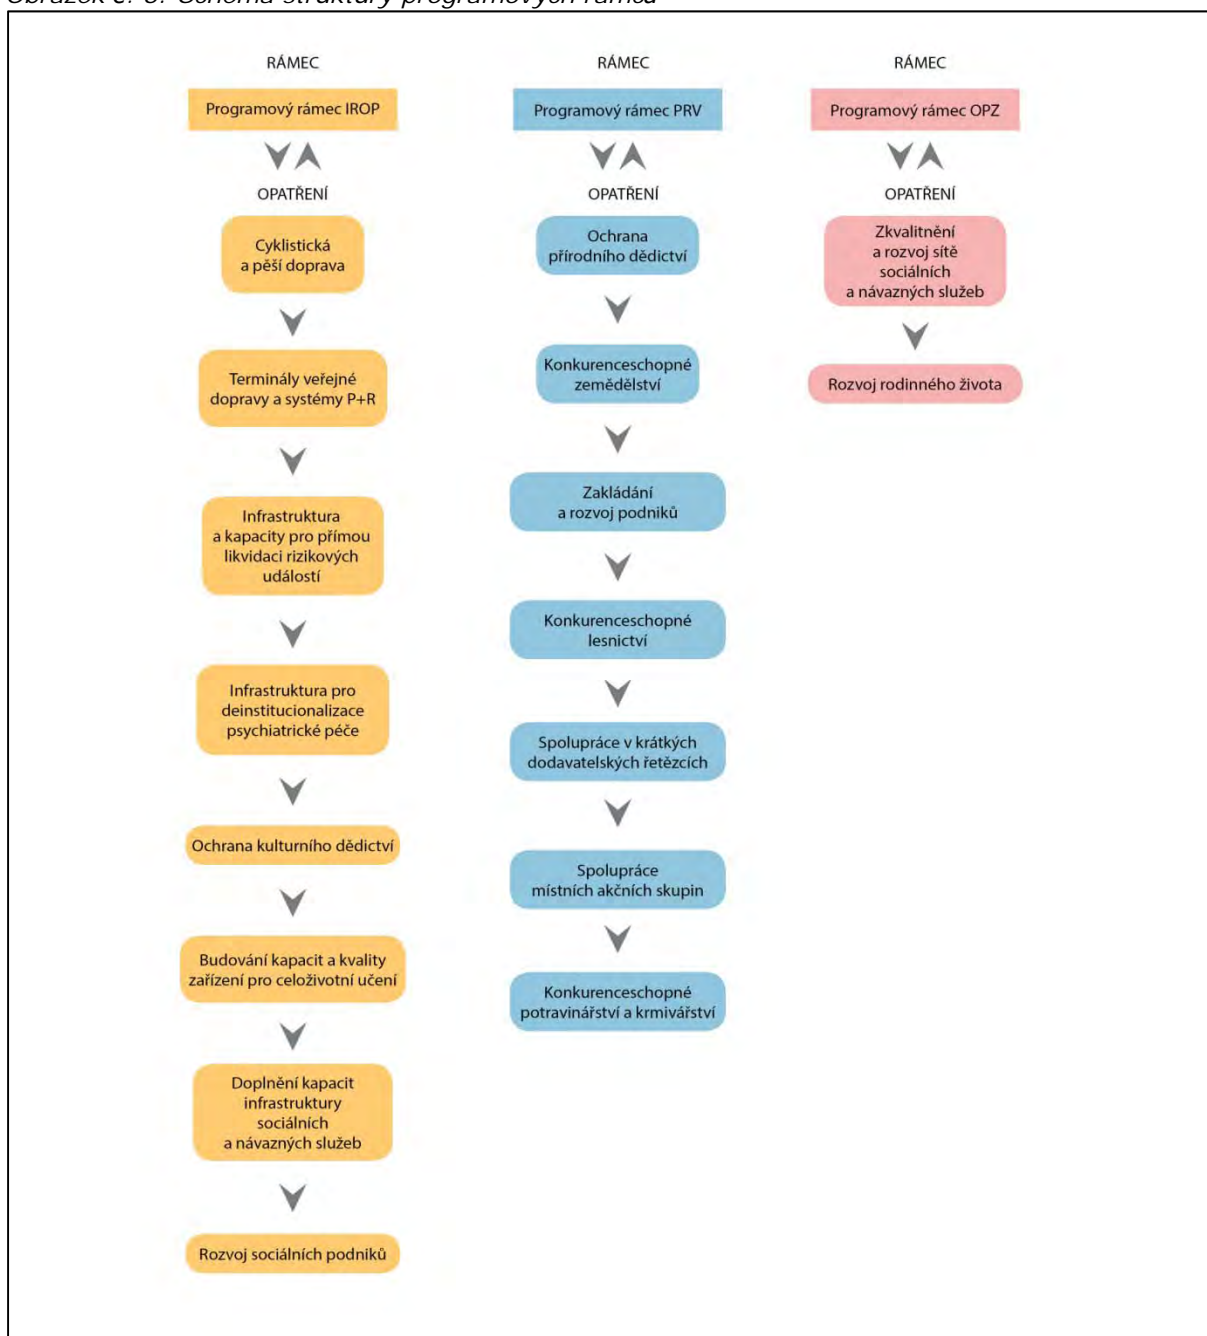 RÁMEC
Programový rámec IROP
OPATŘENÍ
Cyklistická
a pěší doprava
Terminály veřejné
dopravy a systémy P+R
Infrastruktura
a kapacity pro přímou
likvidaci rizikových
událostí
Infrastruktura pro
deinstitucionalizace
psychiatrické péče
Ochrana kulturního dědictví
Budování kapacit a kvality
zařízení pro celoživotní učení
Doplnění kapacit
infrastruktury
sociálních
a návazných služeb
Rozvoj sociálních podniků
RÁMEC
Programový rámec PRV
OPATŘENÍ
Ochrana
přírodního dědictví
Konkurenceschopné
zemědělství
Zakládání
a rozvoj podniků
Konkurenceschopné
lesnictví
Spolupráce v krátkých
dodavatelských řetězcích
Spolupráce
místních akčních skupin
Konkurenceschopné
potravinářství a krmivářství
RÁMEC
Programový rámec OPZ
OPATŘENÍ
Zkvalitnění
a rozvoj sítě
sociálních
a návazných služeb
Rozvoj rodinného života